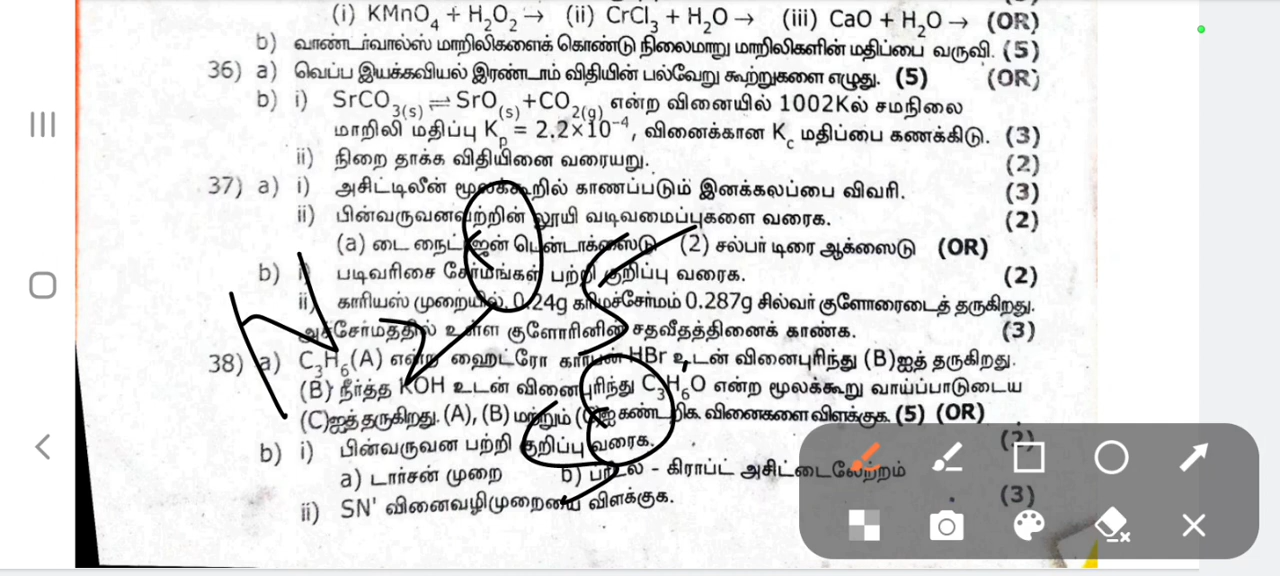 (i) KMnO4 + H2O2 → (ii) CrCl3 + H2O → (iii) CaO + H2O → (OR)
b) வாண்டர்வால்ஸ் மாறிலிகளைக் கொண்டு நிலைமாறு மாறிலிகளின் மதிப்பை வருவி. (5)
36) a) வெப்ப இயக்கவியல் இரண்டாம் விதியின் பல்வேறு கூற்றுகளை எழுது. (5) (OR)
b) i) SrCO3(s) ⇌ SrO(s) + CO2(g) என்ற வினையில் 1002Kல் சமநிலை
மாறிலி மதிப்பு Kp = 2.2×10⁻⁴, வினைக்கான Kc மதிப்பை கணக்கிடு. (3)
ii) நிறை தாக்க விதியினை வரையறு. (2)
37) a) i) அசிட்டிலீன் மூலக்கூறில் காணப்படும் இனக்கலப்பை விவரி. (3)
ii) பின்வருவனவற்றின் லூயி வடிவமைப்புகளை வரைக. (2)
(a) டை நைட்ரஜன் பென்டாக்ஸைடு (2) சல்பர் டிரை ஆக்ஸைடு (OR)
b) i) படிவரிசை சேர்மங்கள் பற்றி குறிப்பு வரைக. (2)
ii) காரியஸ் முறையில், 0.24g கரிமச்சேர்மம் 0.287g சில்வர் குளோரைடைத் தருகிறது.
அச்சேர்மத்தில் உள்ள குளோரினின் சதவீதத்தினைக் காண்க. (3)
38) a) C3H6(A) என்ற ஹைட்ரோ கார்பன் HBr உடன் வினைபுரிந்து (B)ஐத் தருகிறது.
(B) நீர்த்த KOH உடன் வினைபுரிந்து C3H6O என்ற மூலக்கூறு வாய்ப்பாடுடைய
(C)ஐத்தருகிறது. (A), (B) மற்றும் (C)ஐ கண்டறிக. வினைகளை விளக்குக. (5) (OR)
b) i) பின்வருவன பற்றி குறிப்பு வரைக. (2)
a) டார்சன் முறை b) பரிடல் - கிராப்ட் அசிட்டைலேற்றம்
ii) SN' வினைவழிமுறையை விளக்குக. (3)
N2O5